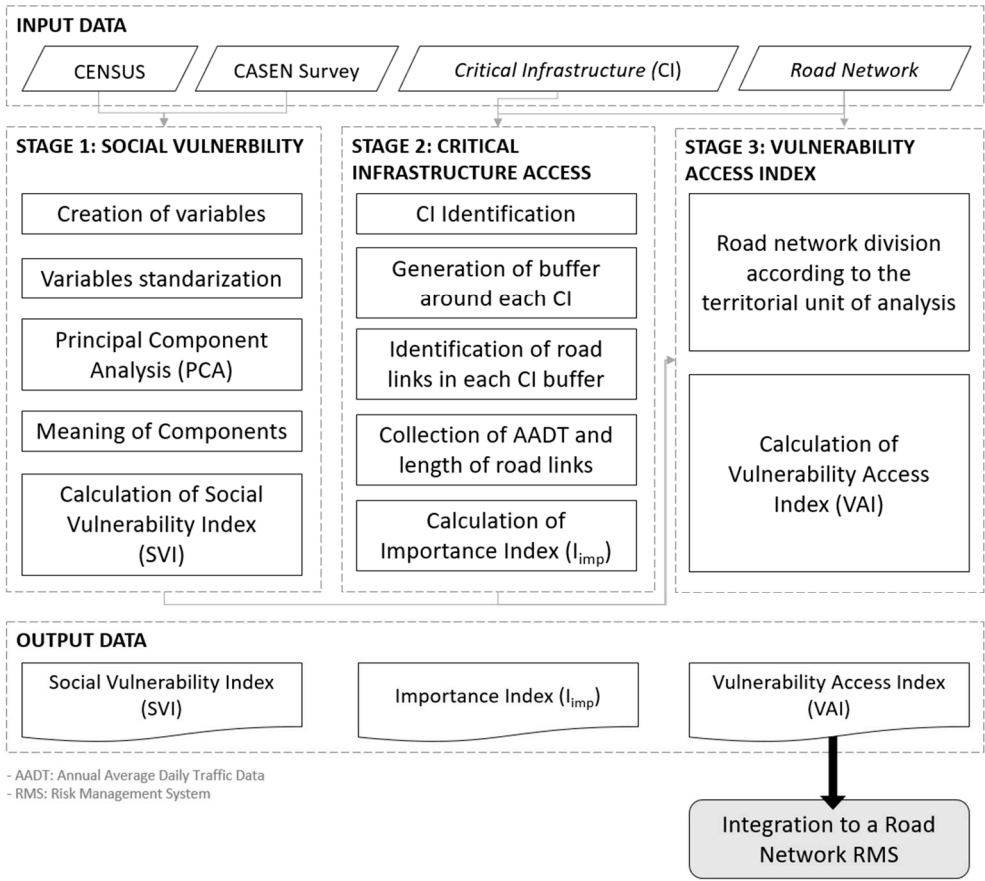 INPUT DATA
CENSUS
CASEN Survey
Critical Infrastructure (CI)
Road Network
STAGE 1: SOCIAL VULNERBILITY
Creation of variables
Variables standarization
Principal Component
Analysis (PCA)
Meaning of Components
Calculation of Social
Vulnerability Index
(SVI)
STAGE 2: CRITICAL
INFRASTRUCTURE ACCESS
CI Identification
Generation of buffer
around each CI
Identification of road
links in each CI buffer
Collection of AADT and
length of road links
Calculation of
Importance Index (Iimp)
STAGE 3: VULNERABILITY
ACCESS INDEX
Road network division
according to the
territorial unit of analysis
Calculation of
Vulnerability Access
Index (VAI)
OUTPUT DATA
Social Vulnerability Index
(SVI)
Importance Index (Iimp)
Vulnerability Access Index
(VAI)
- AADT: Annual Average Daily Traffic Data
- RMS: Risk Management System
Integration to a Road
Network RMS